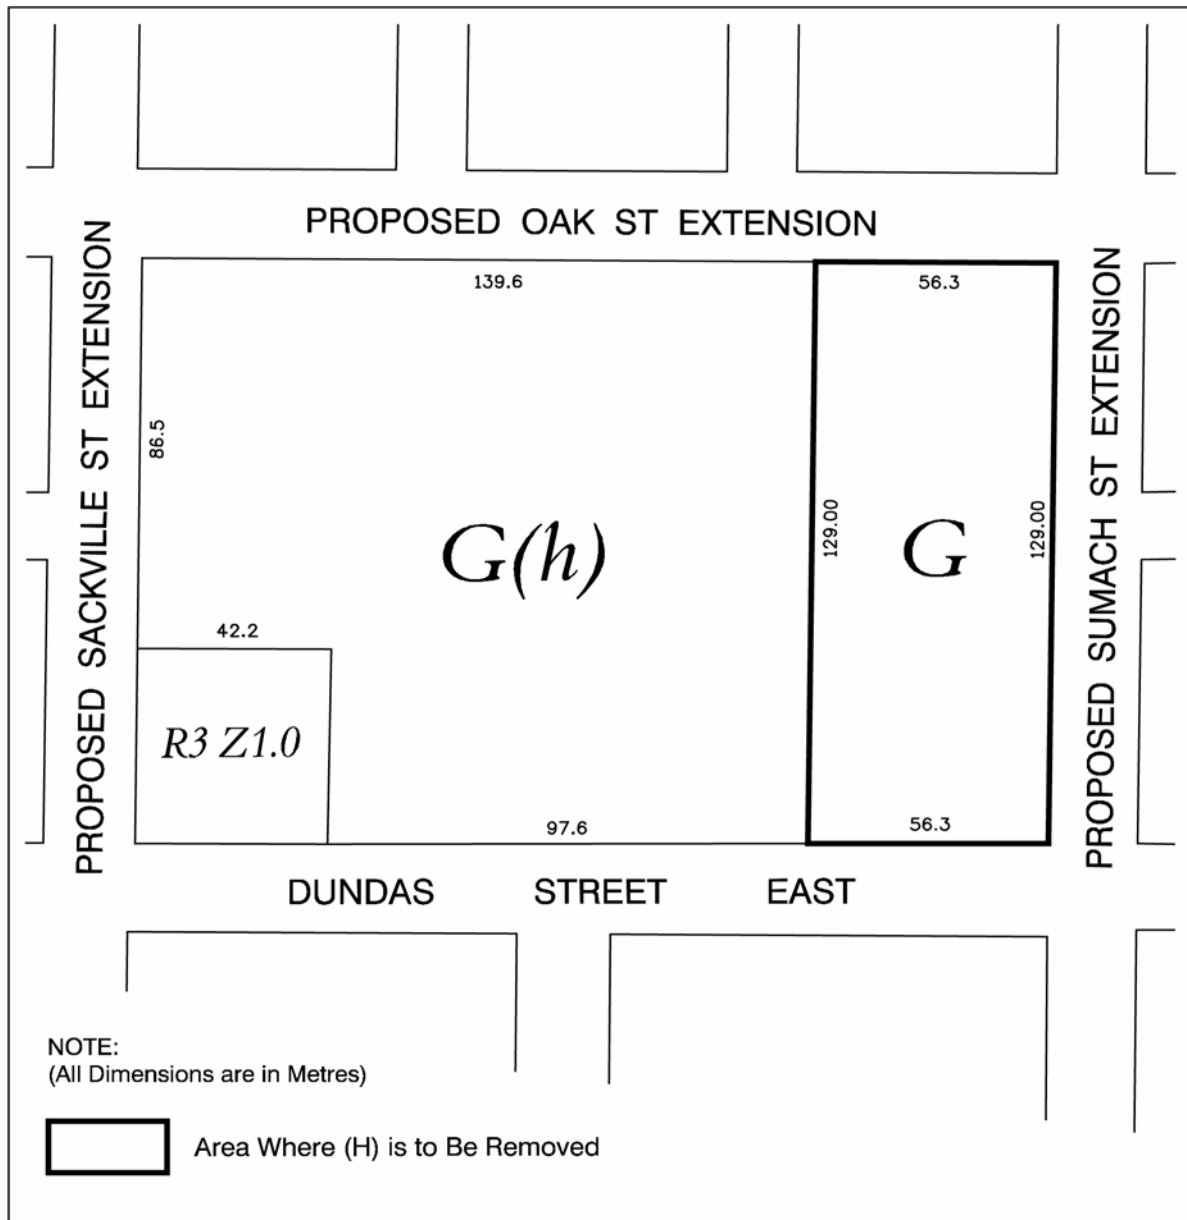 PROPOSED OAK ST EXTENSION
PROPOSED SACKVILLE ST EXTENSION
PROPOSED SUMACH ST EXTENSION
139.6
56.3
86.5
G(h)
129.00
G
129.00
42.2
R3 Z1.0
97.6
56.3
DUNDAS STREET EAST
NOTE:
(All Dimensions are in Metres)
Area Where (H) is to Be Removed